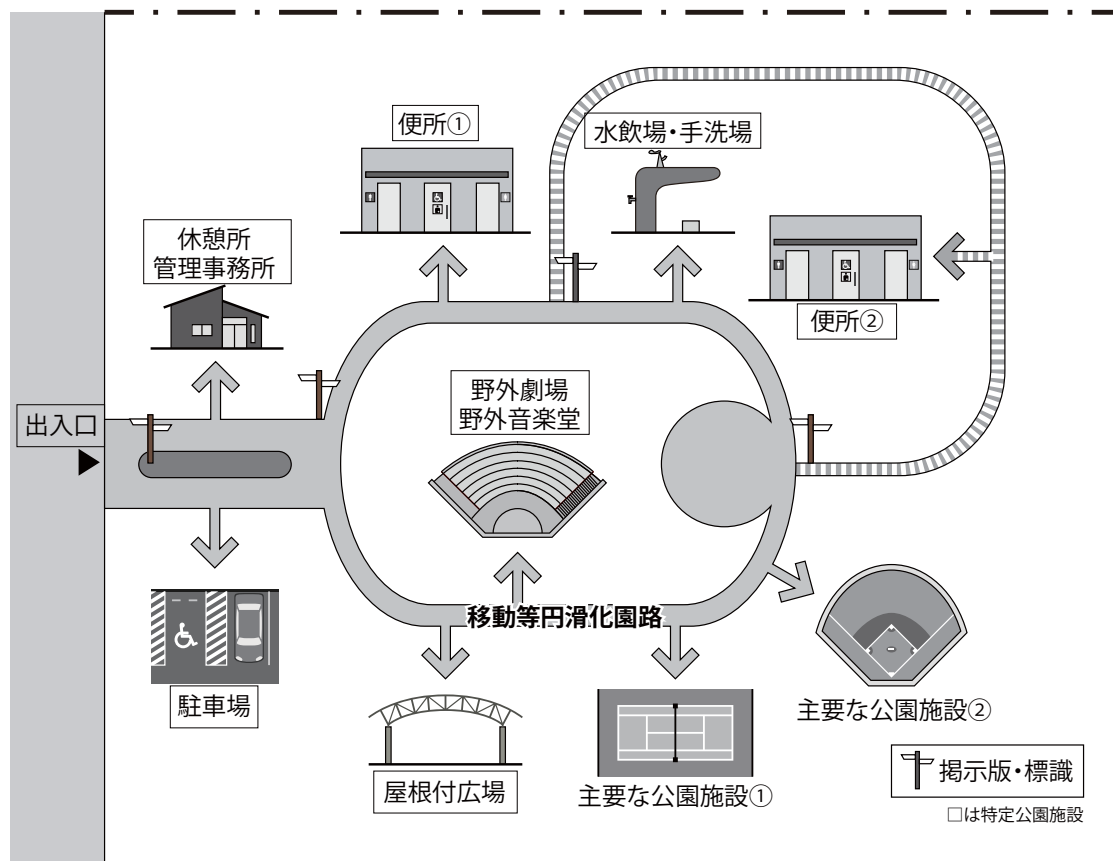 便所①
水飲場・手洗場
休憩所
管理事務所
便所②
野外劇場
野外音楽堂
出入口
移動等円滑化園路
駐車場
屋根付広場
主要な公園施設①
主要な公園施設②
掲示版・標識
□は特定公園施設